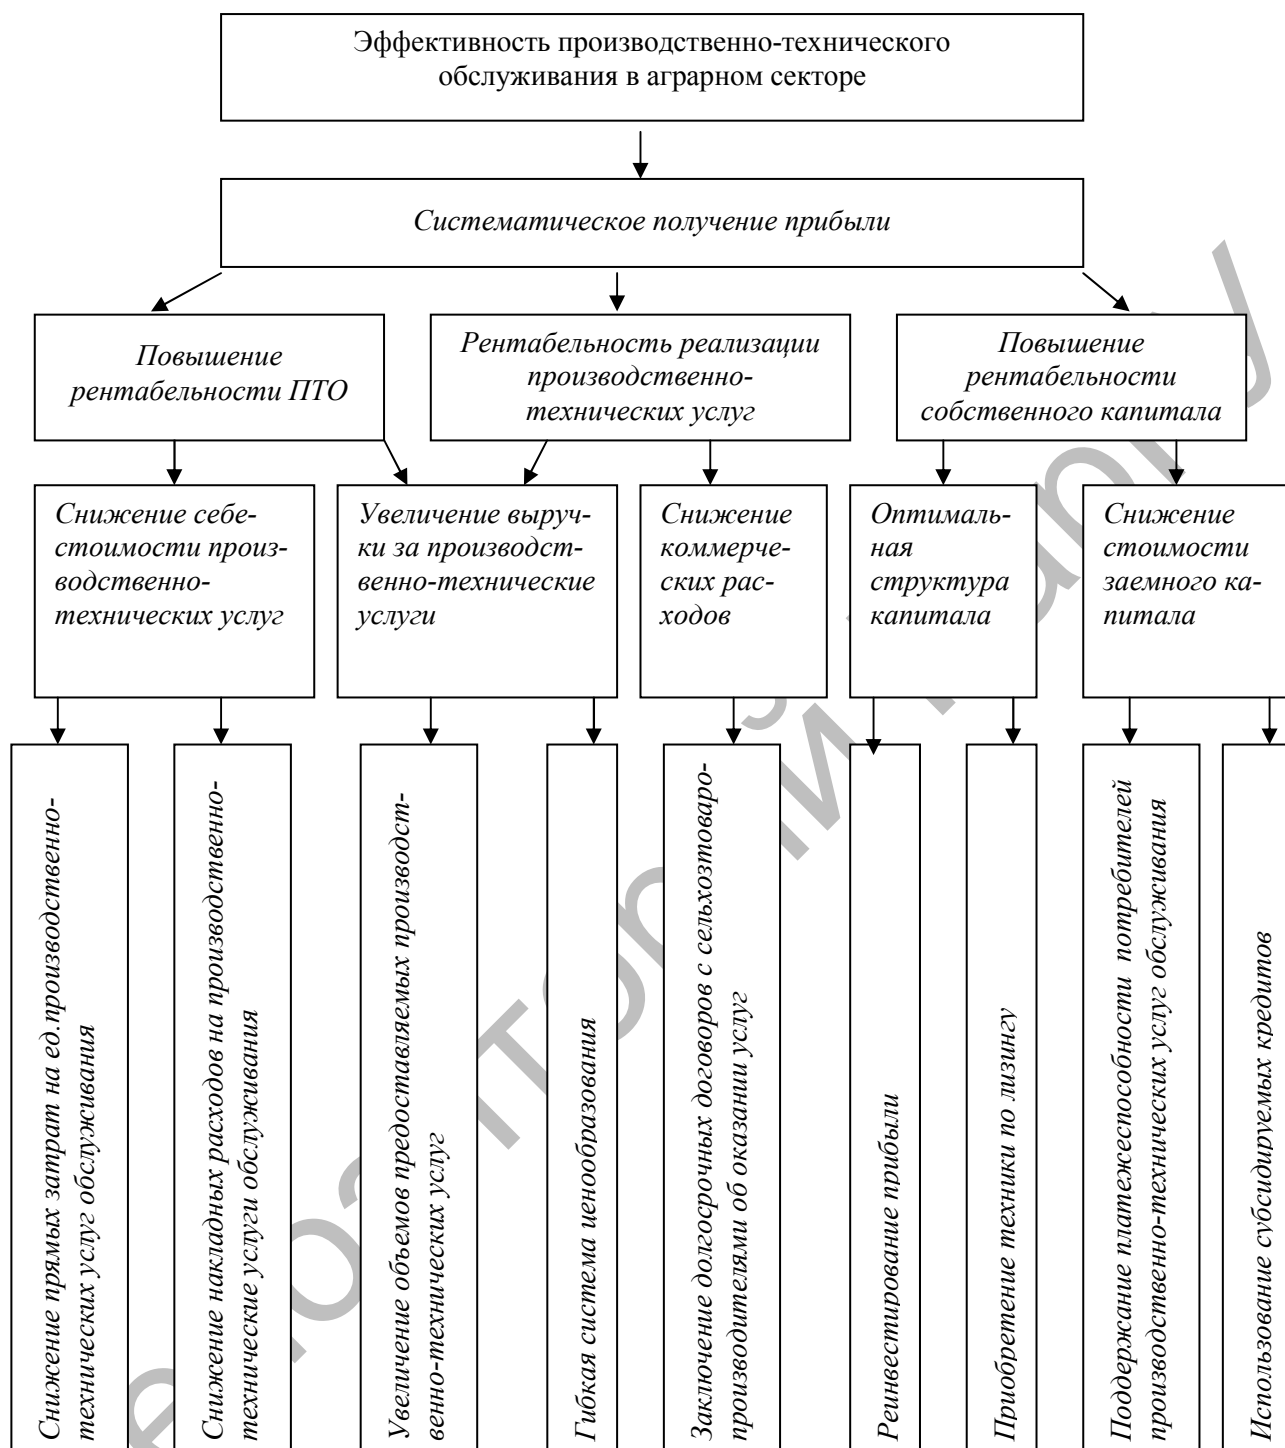 Эффективность производственно-технического
обслуживания в аграрном секторе
Систематическое получение прибыли
Повышение
рентабельности ПТО
Рентабельность реализации
производственно-
технических услуг
Повышение
рентабельности
собственного капитала
Снижение себе-
стоимости произ-
водственно-
технических услуг
Увеличение выруч-
ки за производст-
венно-технические
услуги
Снижение
коммерче-
ских рас-
ходов
Оптималь-
ная
структура
капитала
Снижение
стоимости
заемного ка-
питала
Снижение прямых затрат на ед.производственно-
технических услуг обслуживания
Снижение накладных расходов на производственно-
технические услуги обслуживания
Увеличение объемов предоставляемых производст-
венно-технических услуг
Гибкая система ценообразования
Заключение долгосрочных договоров с сельхозтоваро-
производителями об оказании услуг
Реинвестирование прибыли
Приобретение техники по лизингу
Поддержание платежеспособности потребителей
производственно-технических услуг обслуживания
Использование субсидируемых кредитов